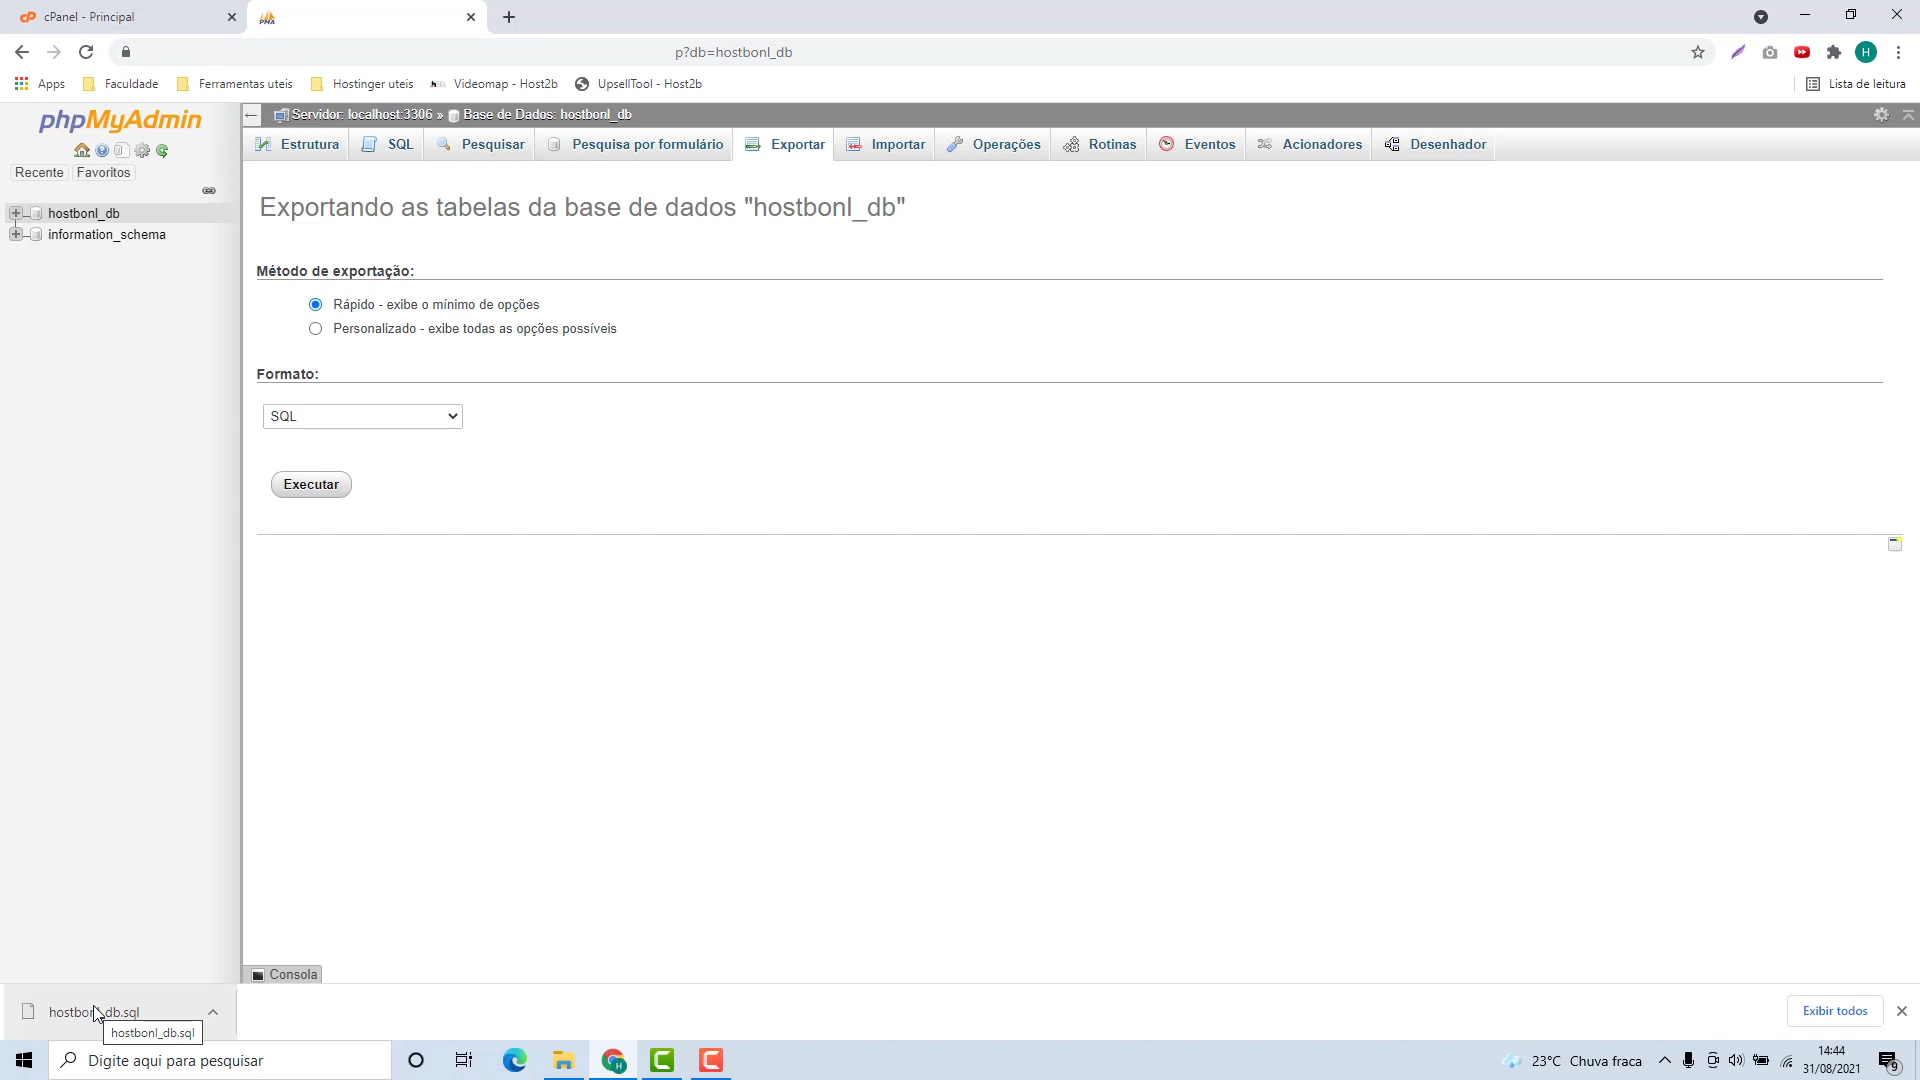 cPanel - Principal
PMA
p?db=hostbonl_db
H
Apps
Faculdade
Ferramentas uteis
Hostinger uteis
Videomap - Host2b
UpsellTool - Host2b
Lista de leitura
phpMyAdmin
Servidor: localhost:3306 » Base de Dados: hostbonl_db
Estrutura
SQL
Pesquisar
Pesquisa por formulário
Exportar
Importar
Operações
Rotinas
Eventos
Acionadores
Desenhador
Recente
Favoritos
hostbonl_db
information_schema
Exportando as tabelas da base de dados "hostbonl_db"
Método de exportação:
Rápido - exibe o mínimo de opções
Personalizado - exibe todas as opções possíveis
Formato:
SQL
Executar
Consola
hostbonl_db.sql
hostbonl_db.sql
Exibir todos
Digite aqui para pesquisar
H
23°C Chuva fraca
14:44
31/08/2021
9